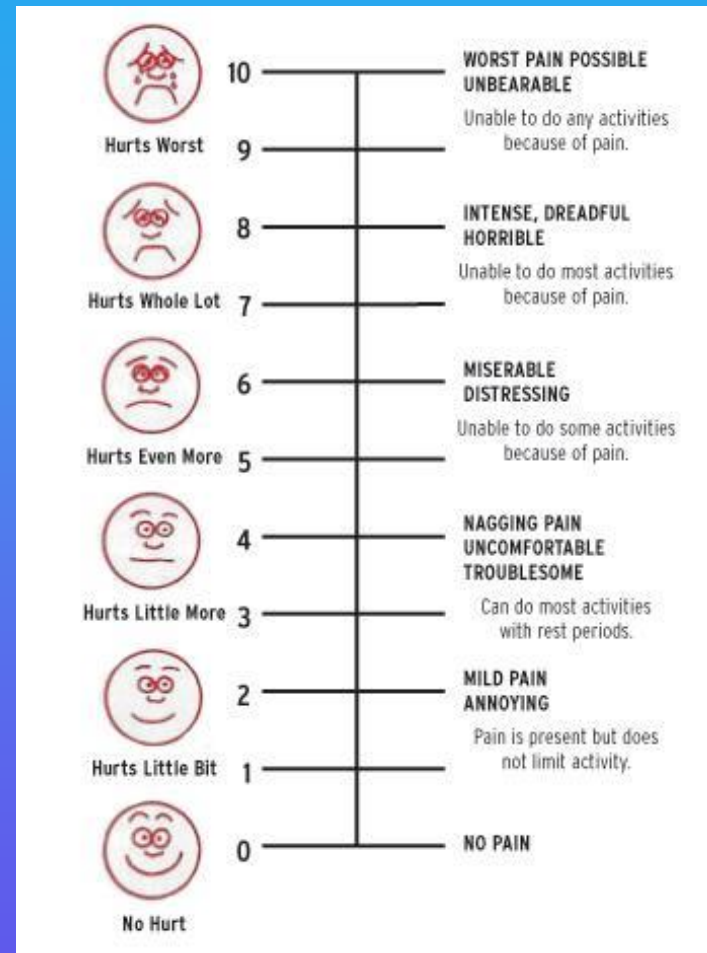 10
WORST PAIN POSSIBLE
UNBEARABLE
Unable to do any activities
because of pain.
Hurts Worst
9
8
INTENSE, DREADFUL
HORRIBLE
Unable to do most activities
because of pain.
Hurts Whole Lot
7
6
MISERABLE
DISTRESSING
Unable to do some activities
because of pain.
Hurts Even More
5
4
NAGGING PAIN
UNCOMFORTABLE
TROUBLESOME
Can do most activities
with rest periods.
Hurts Little More
3
2
MILD PAIN
ANNOYING
Pain is present but does
not limit activity.
Hurts Little Bit
1
0
NO PAIN
No Hurt